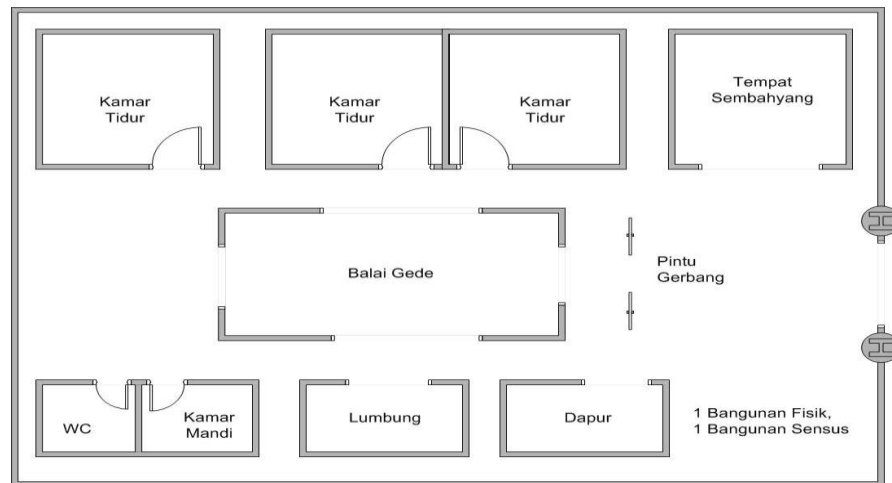 Kamar
Tidur
Kamar
Tidur
Kamar
Tidur
Tempat
Sembahyang
Balai Gede
Pintu
Gerbang
WC
Kamar
Mandi
Lumbung
Dapur
1 Bangunan Fisik,
1 Bangunan Sensus